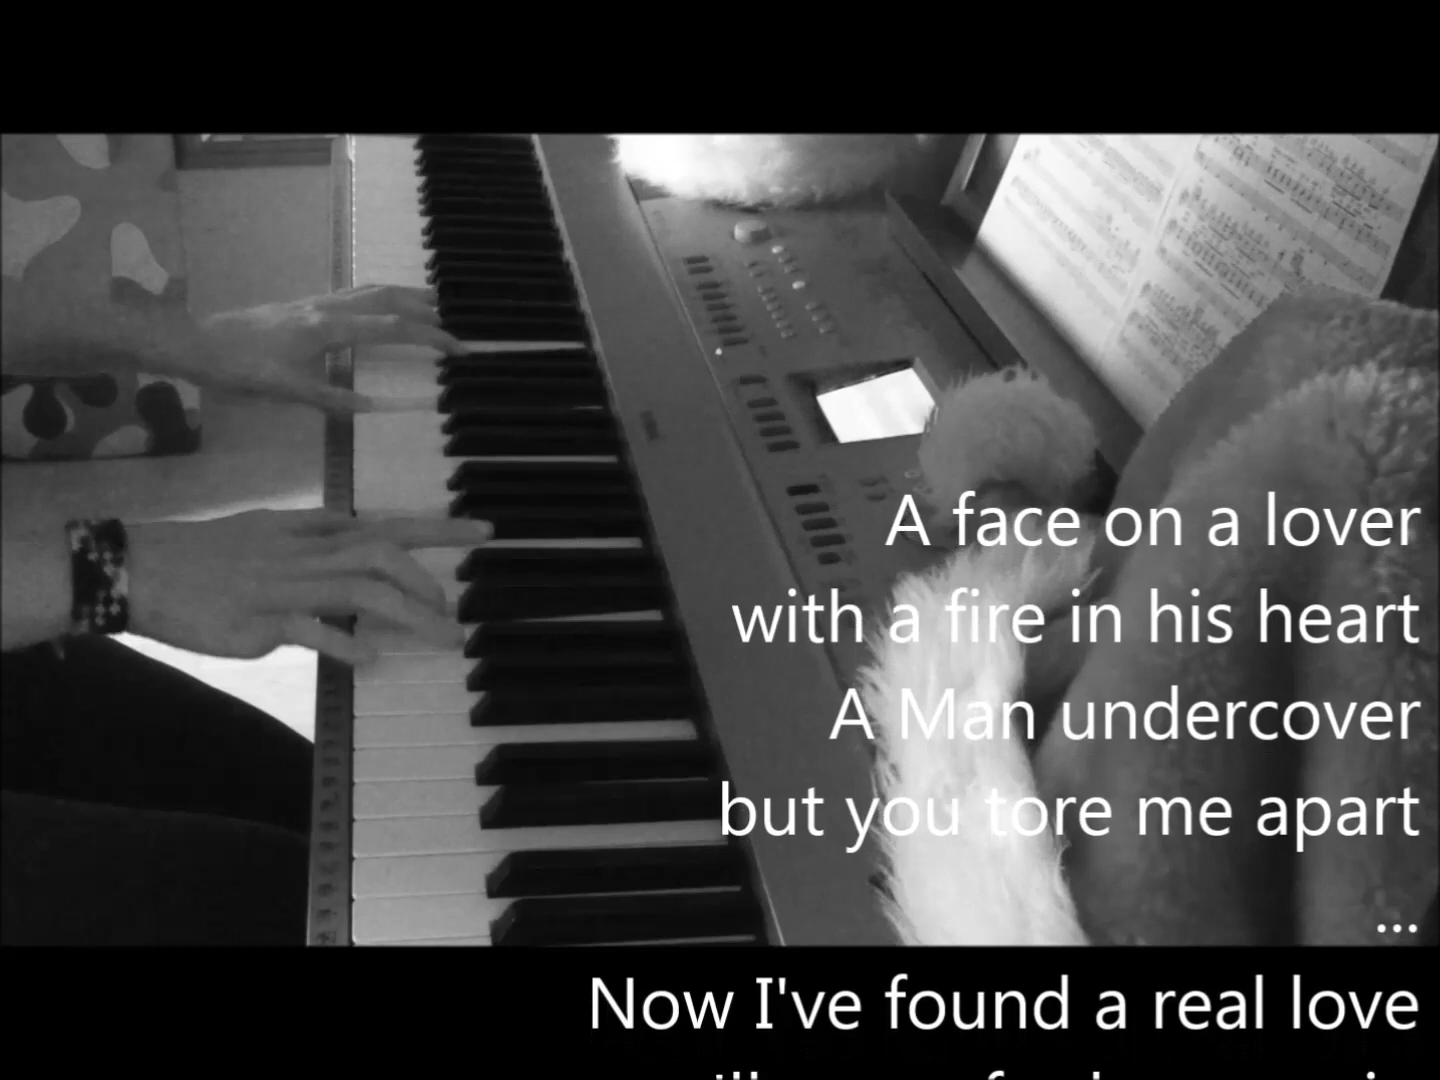 A face on a lover
with a fire in his heart
A Man undercover
but you tore me apart
...
Now I've found a real love